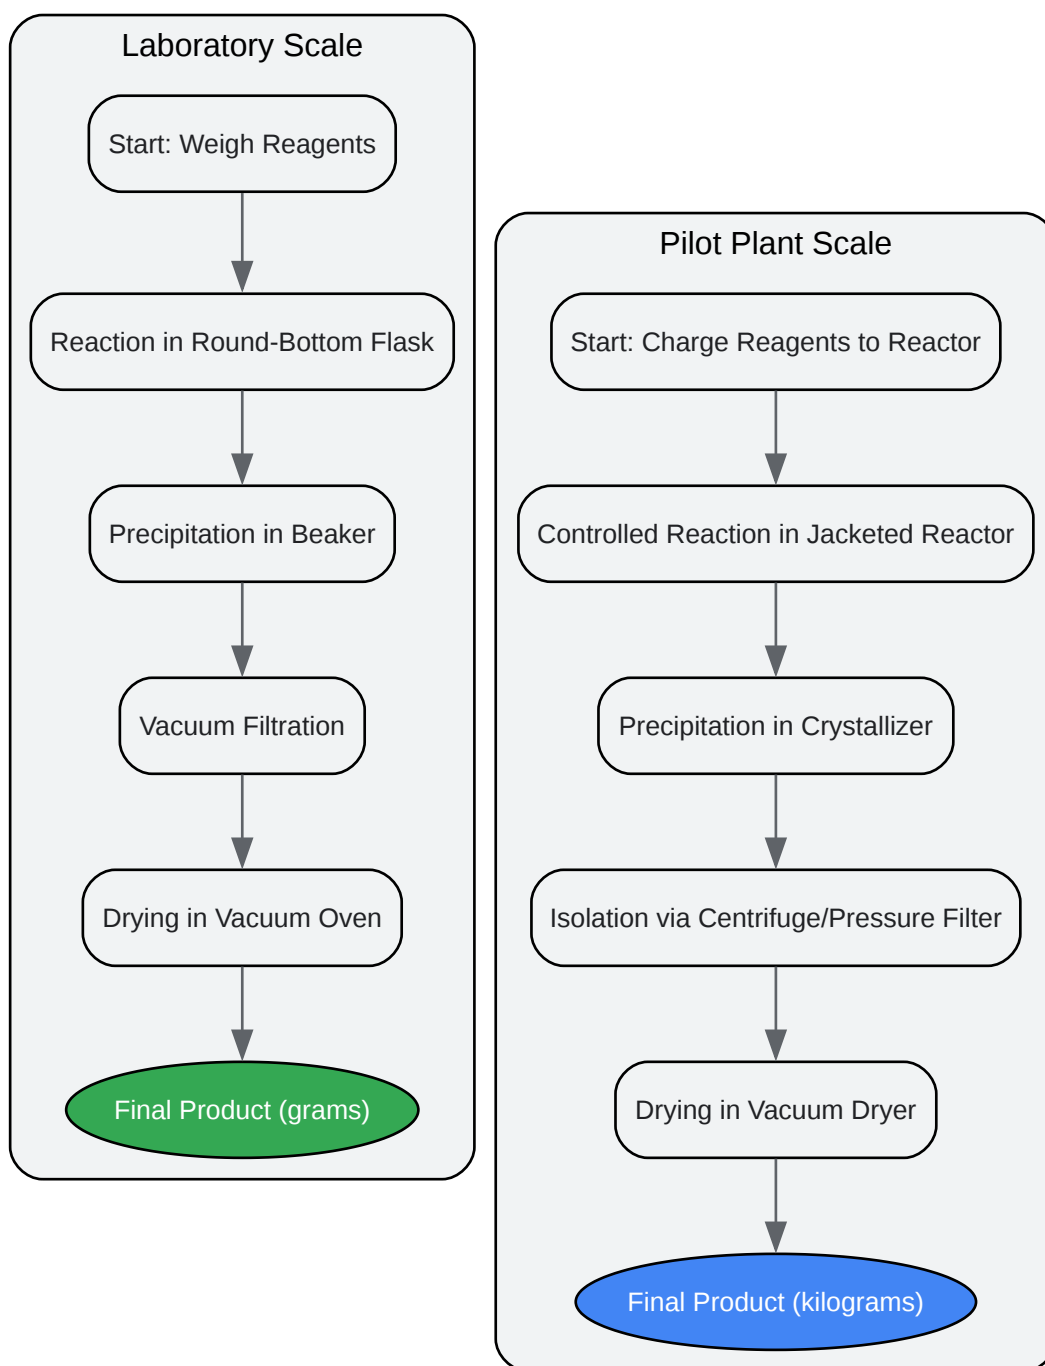 Laboratory Scale
Start: Weigh Reagents
Reaction in Round-Bottom Flask
Precipitation in Beaker
Vacuum Filtration
Drying in Vacuum Oven
Final Product (grams)
Pilot Plant Scale
Start: Charge Reagents to Reactor
Controlled Reaction in Jacketed Reactor
Precipitation in Crystallizer
Isolation via Centrifuge/Pressure Filter
Drying in Vacuum Dryer
Final Product (kilograms)